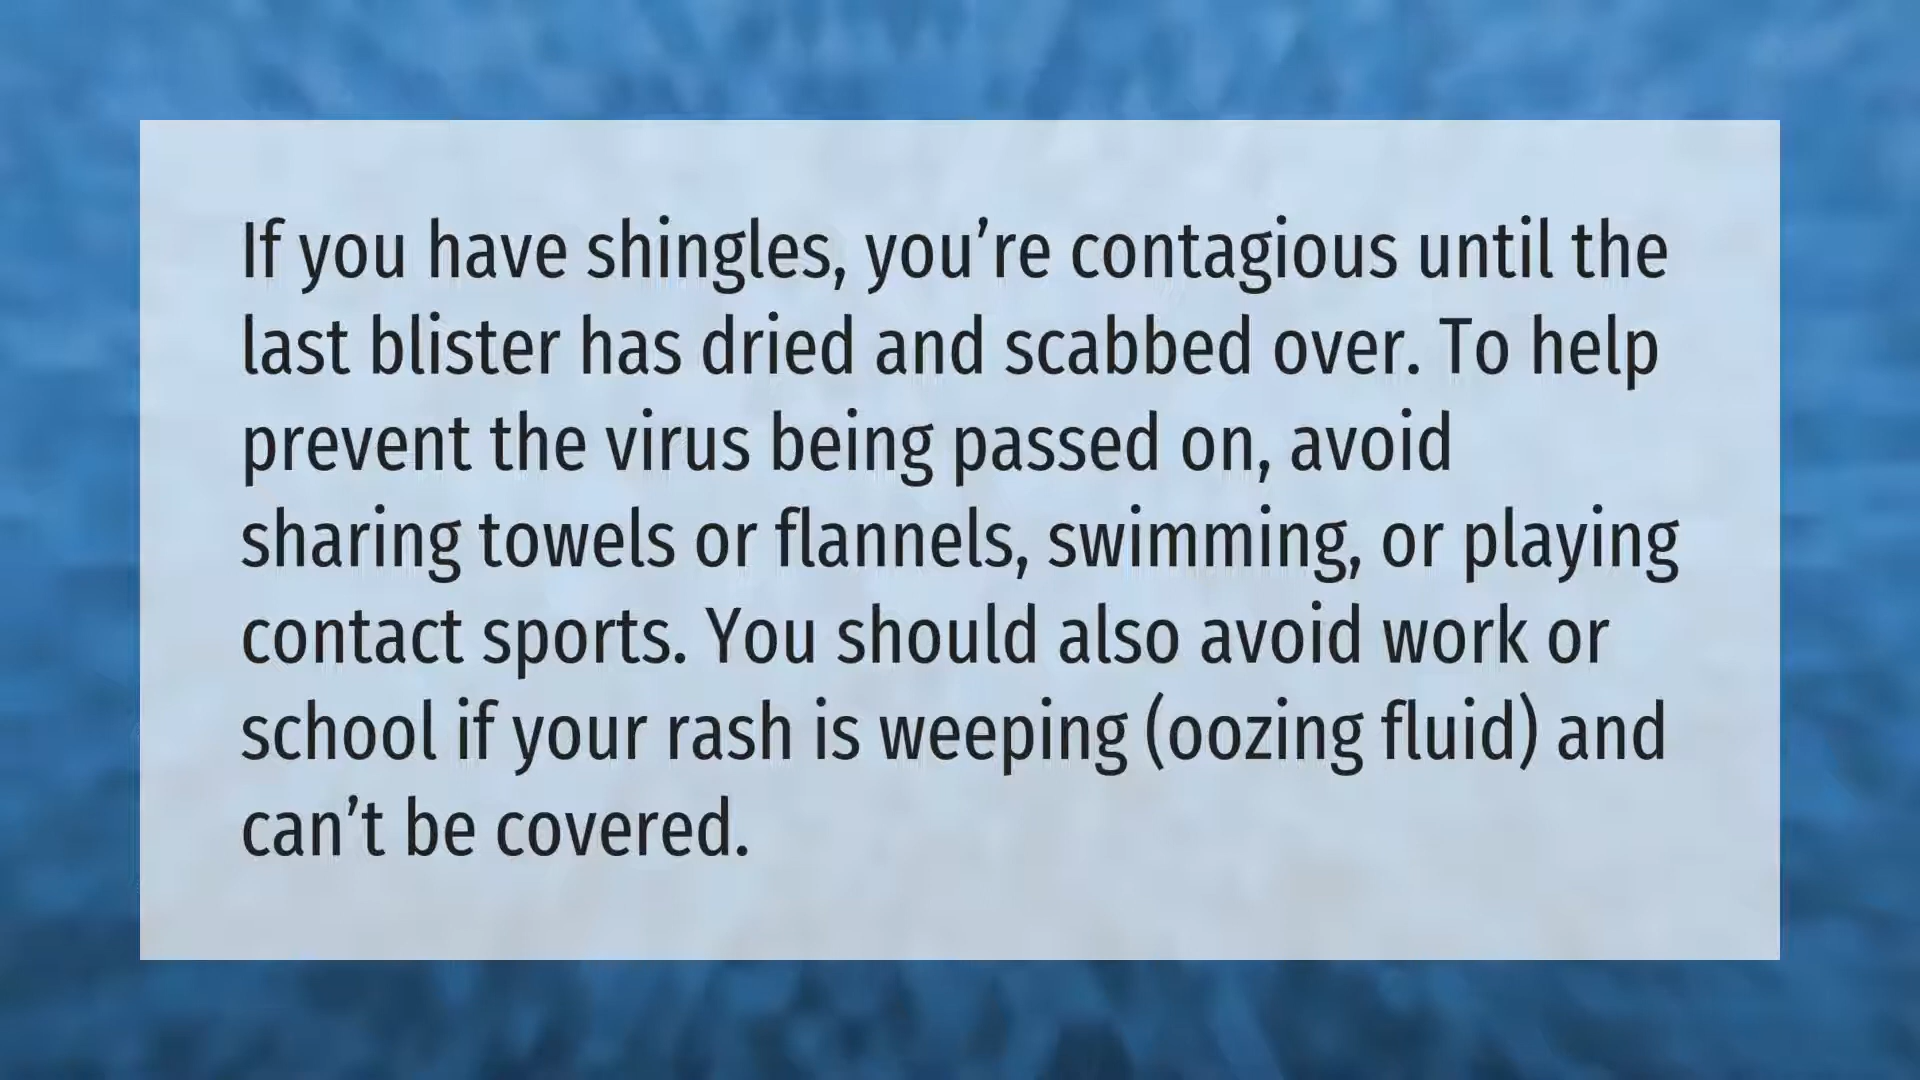 If you have shingles, you’re contagious until the
last blister has dried and scabbed over. To help
prevent the virus being passed on, avoid
sharing towels or flannels, swimming, or playing
contact sports. You should also avoid work or
school if your rash is weeping (oozing fluid) and
can’t be covered.